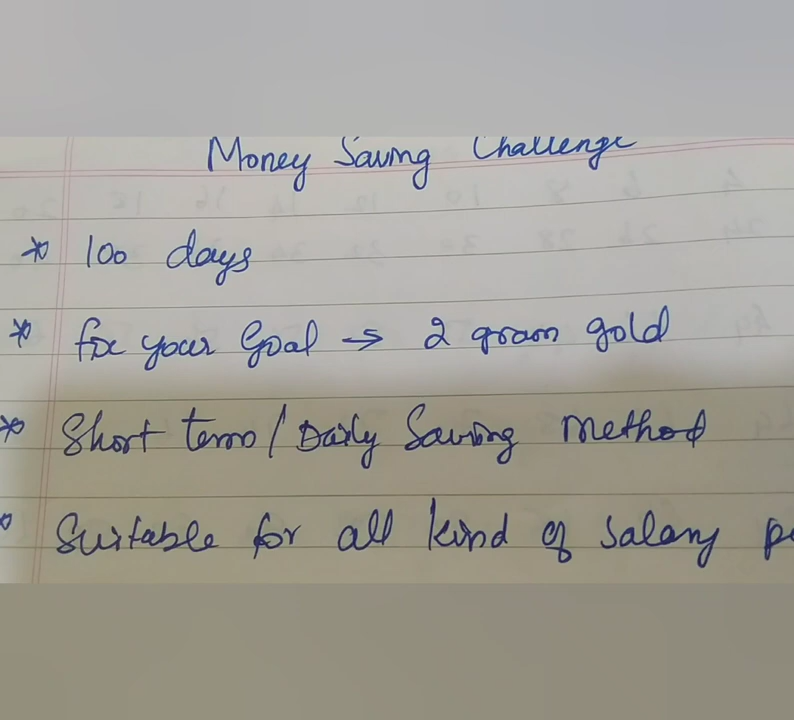 Money Saving Challenge
* 100 days
* fix your Goal → 2 gram gold
* Short term / Daily Saving Method
* Suitable for all kind of Salary